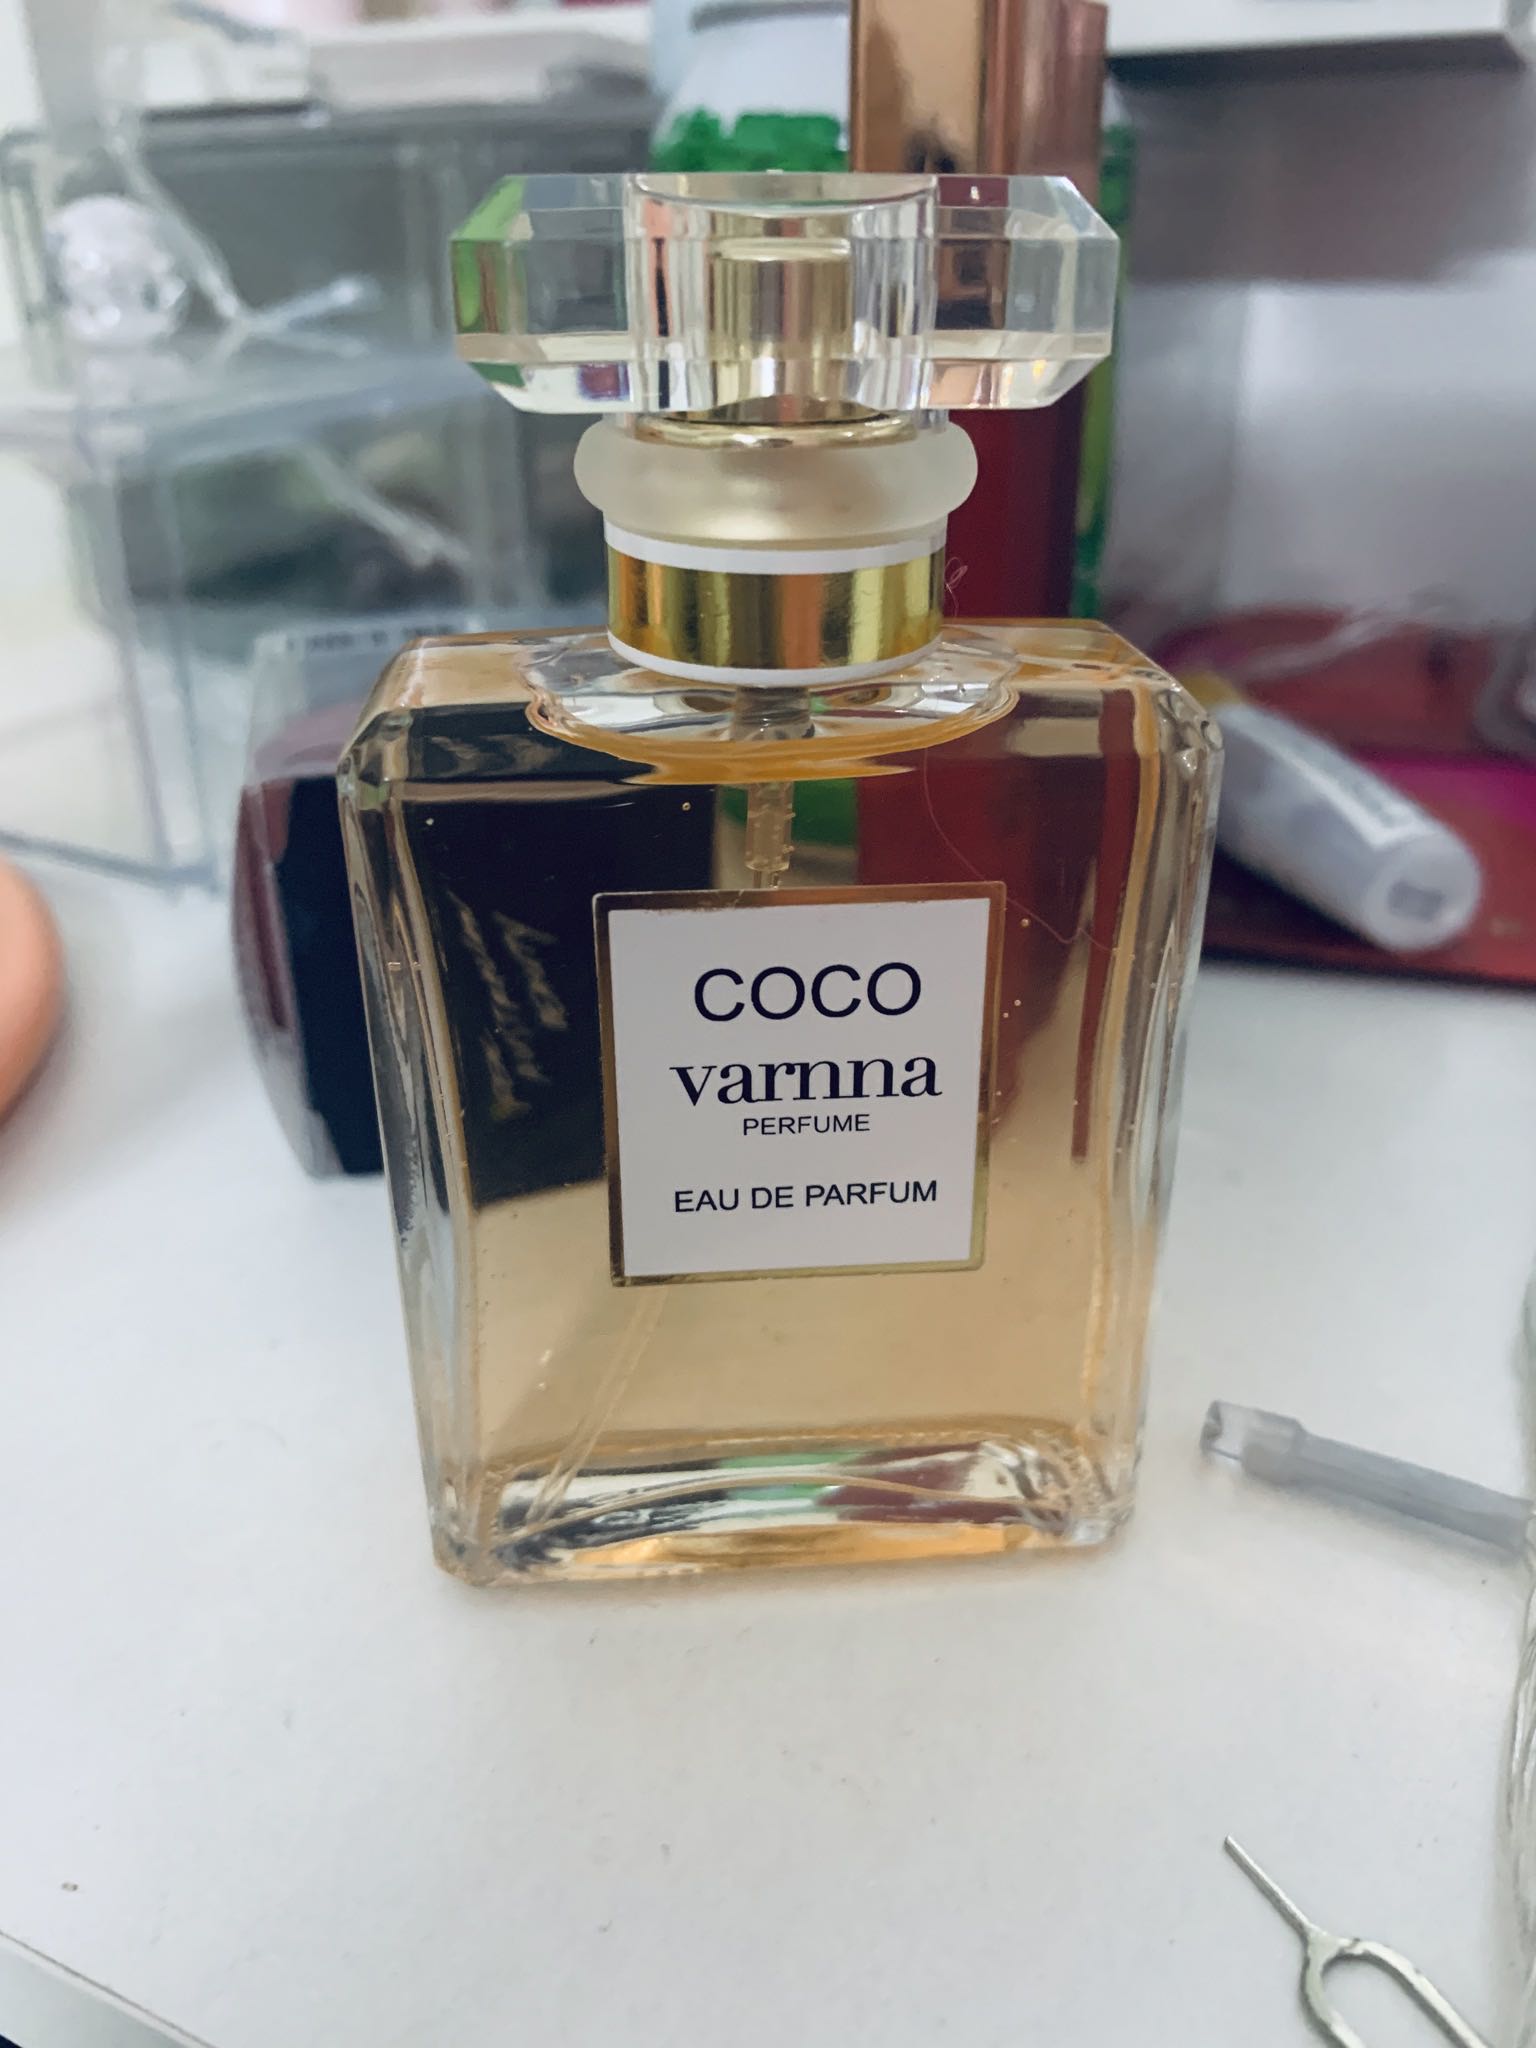 COCO
varnna
PERFUME
EAU DE PARFUM